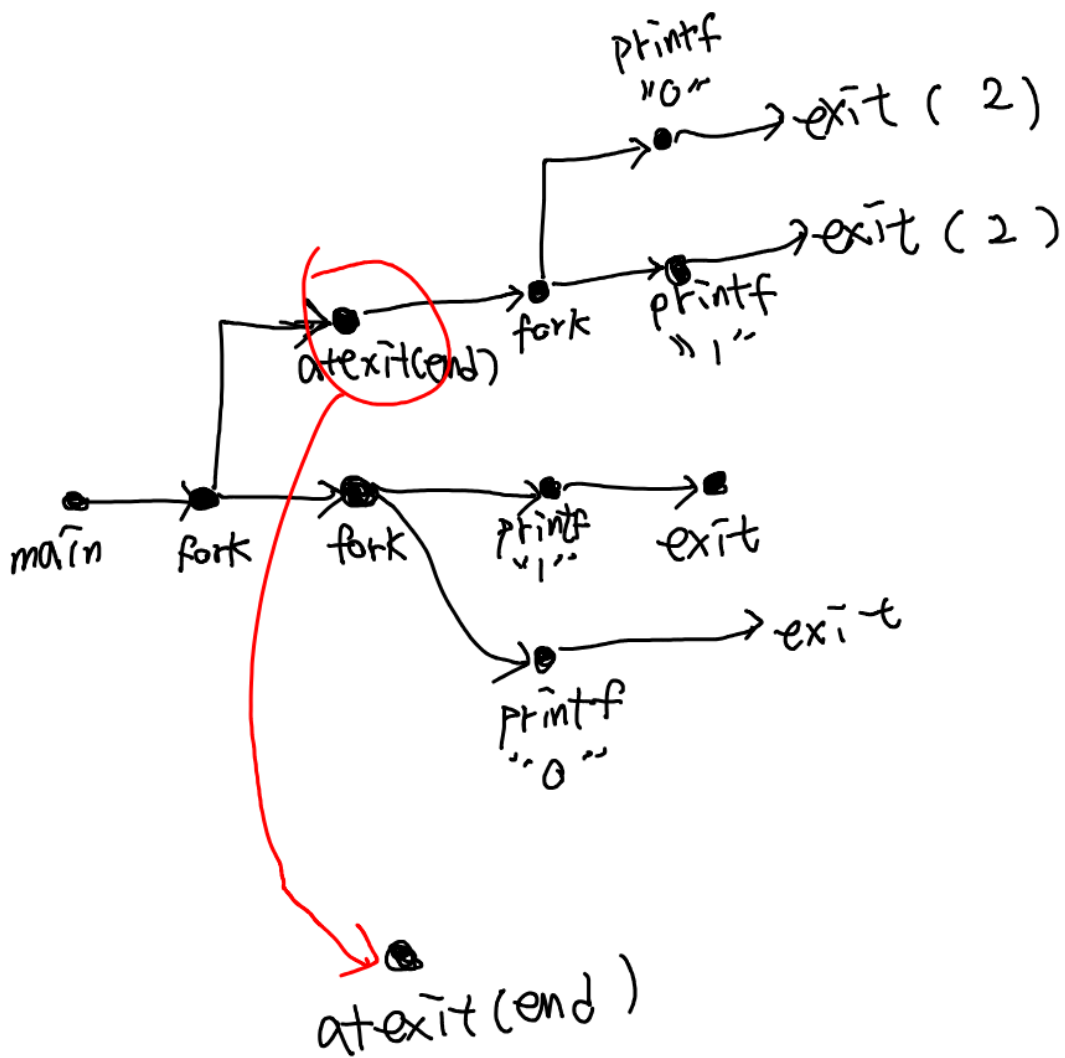 printf
"0"
exit ( 2 )
exit ( 2 )
printf
"1"
fork
atexit(end)
main
fork
fork
printf
"1"
exit
exit
printf
"0"
atexit(end)